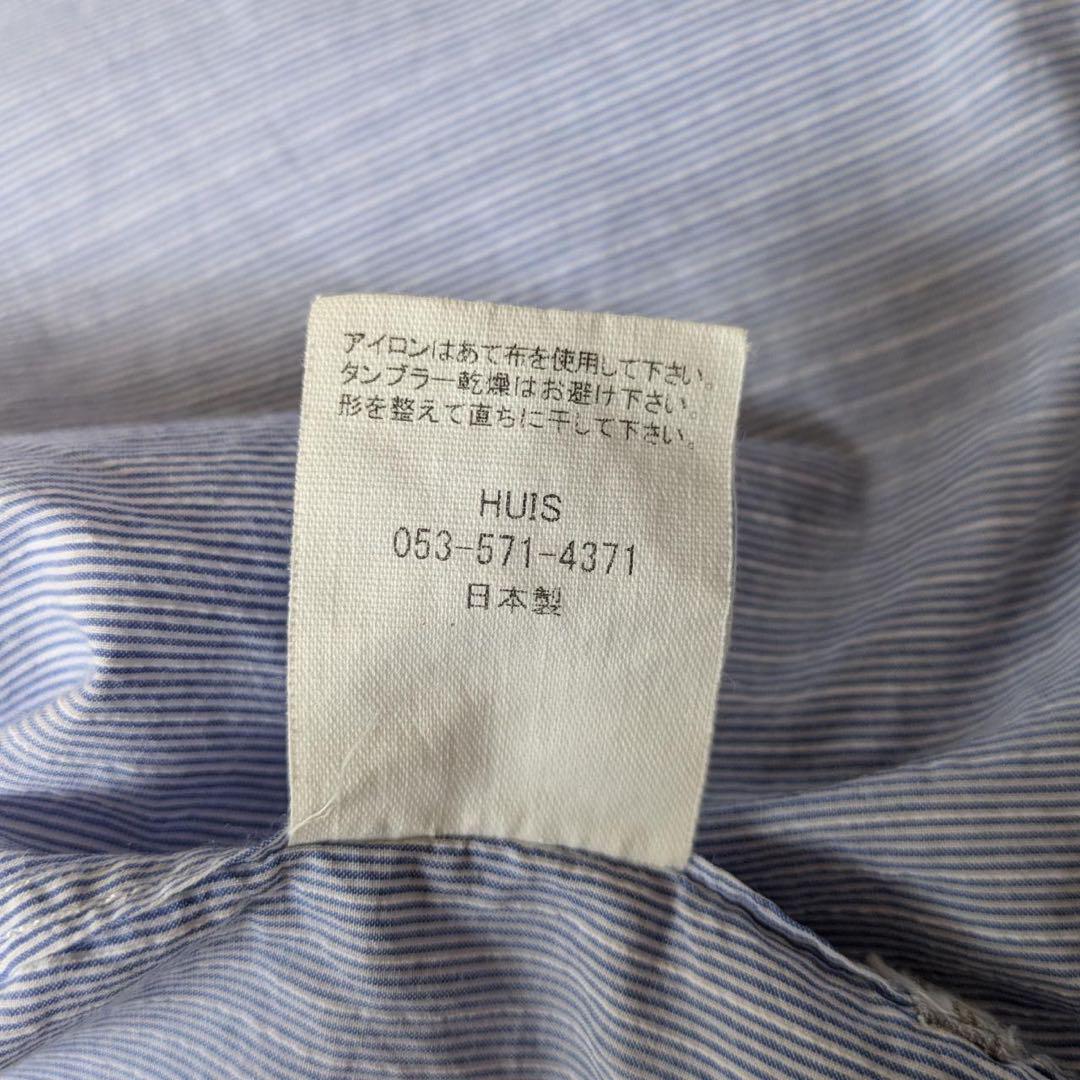 アイロンはあて布を使用して下さい。
タンブラー乾燥はお避け下さい。
形を整えて直ちに干して下さい。
HUIS
053-571-4371
日本製